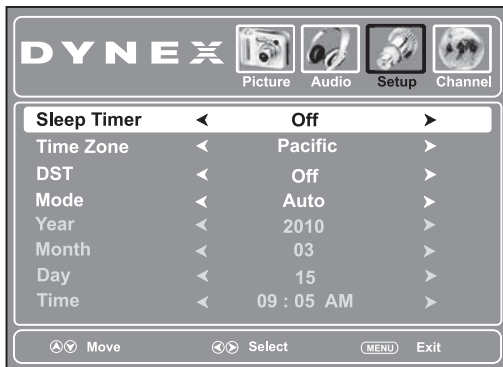 DYNEX
Picture Audio Setup Channel
Sleep Timer Off
Time Zone Pacific
DST Off
Mode Auto
Year 2010
Month 03
Day 15
Time 09 : 05 AM
Move Select MENU Exit